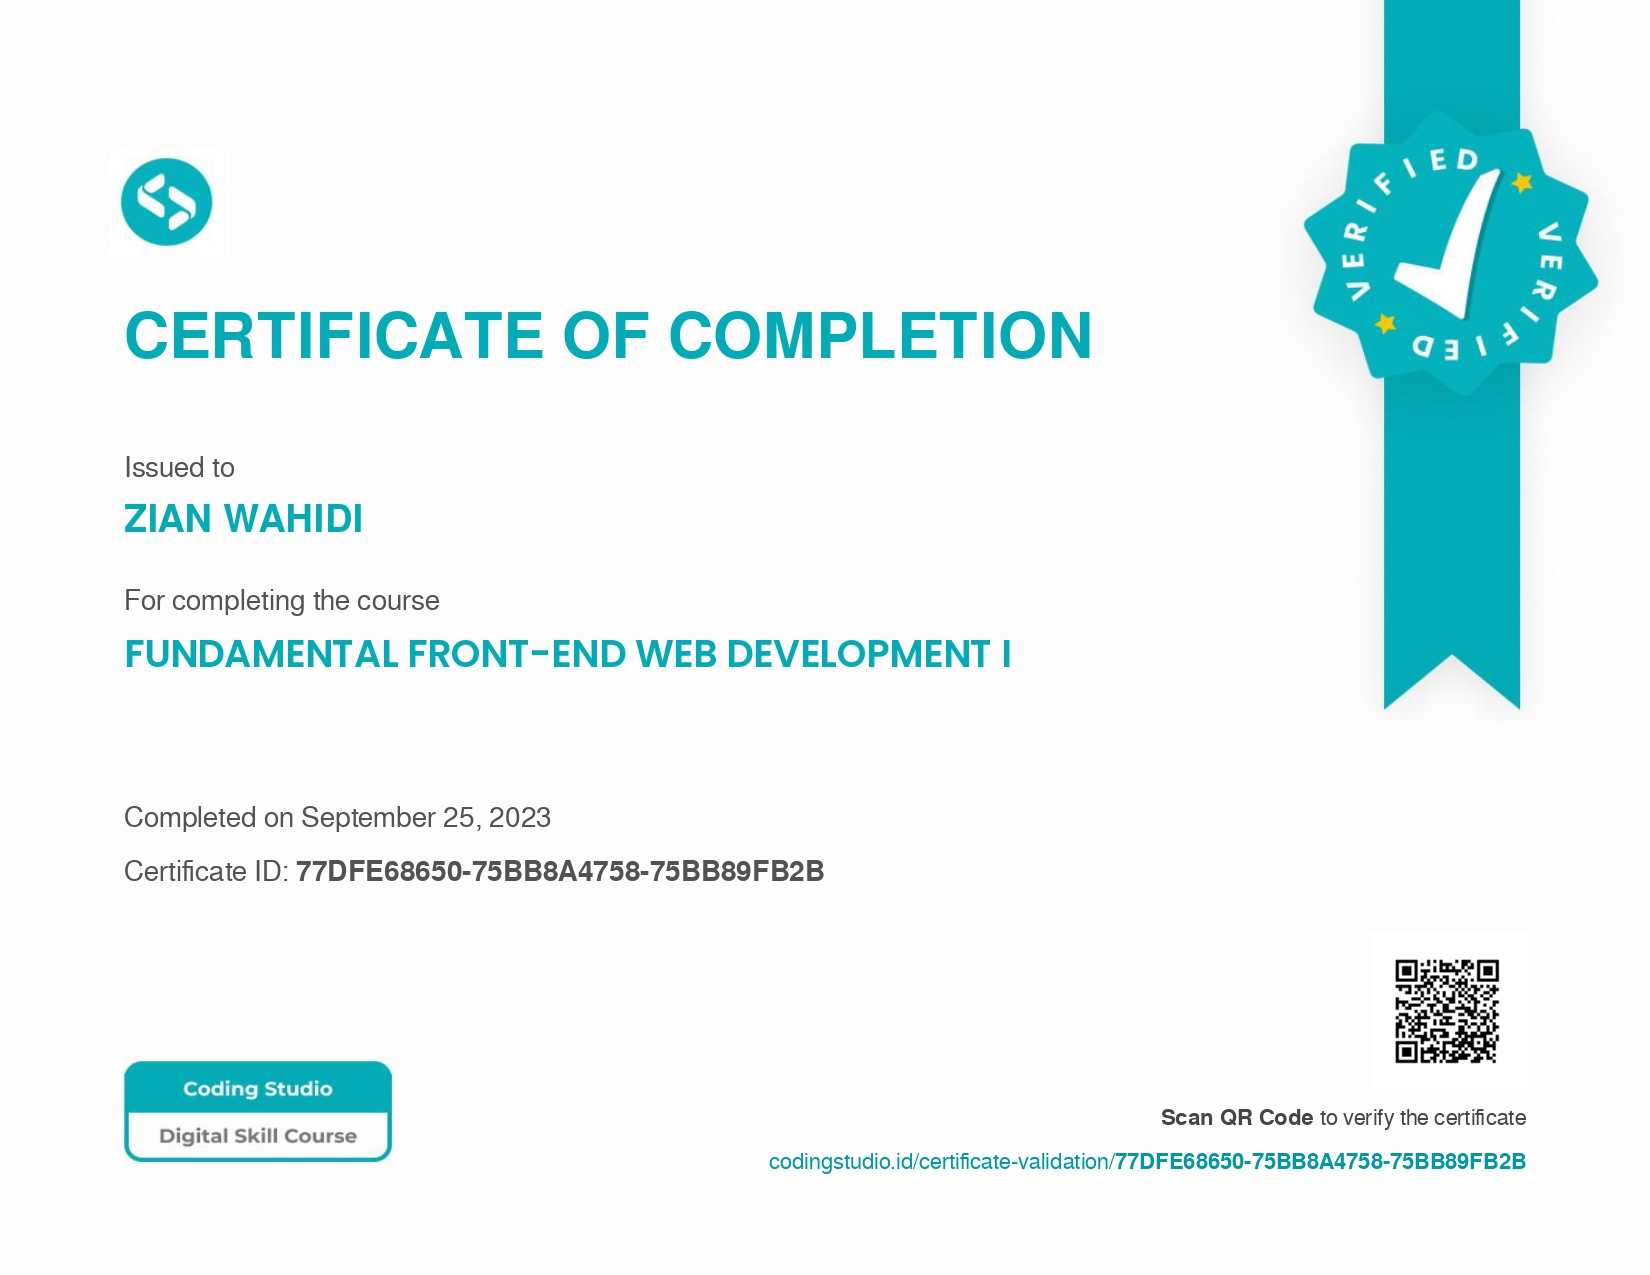 VERIFIED
VERIFIED
CERTIFICATE OF COMPLETION
Issued to
ZIAN WAHIDI
For completing the course
FUNDAMENTAL FRONT-END WEB DEVELOPMENT I
Completed on September 25, 2023
Certificate ID: 77DFE68650-75BB8A4758-75BB89FB2B
Coding Studio
Digital Skill Course
Scan QR Code to verify the certificate
codingstudio.id/certificate-validation/77DFE68650-75BB8A4758-75BB89FB2B